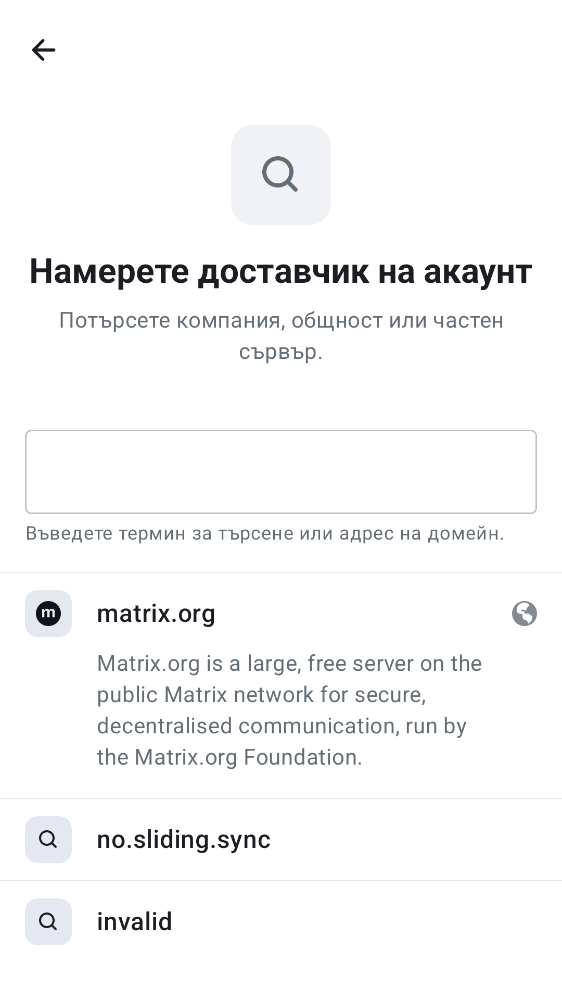 Намерете доставчик на акаунт
Потърсете компания, общност или частен
сървър.
Въведете термин за търсене или адрес на домейн.
m
matrix.org
Matrix.org is a large, free server on the
public Matrix network for secure,
decentralised communication, run by
the Matrix.org Foundation.
no.sliding.sync
invalid